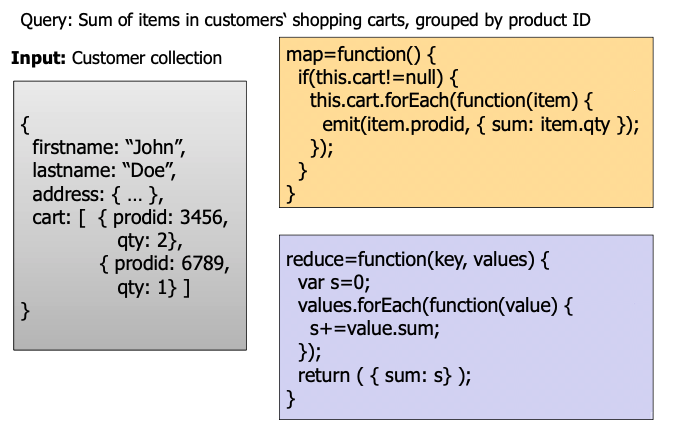 Query: Sum of items in customers‘ shopping carts, grouped by product ID
Input: Customer collection
{
firstname: “John”,
lastname: “Doe”,
address: { … },
cart: [ { prodid: 3456,
qty: 2},
{ prodid: 6789,
qty: 1} ]
}
map=function() {
if(this.cart!=null) {
this.cart.forEach(function(item) {
emit(item.prodid, { sum: item.qty });
});
}
}
reduce=function(key, values) {
var s=0;
values.forEach(function(value) {
s+=value.sum;
});
return ( { sum: s} );
}